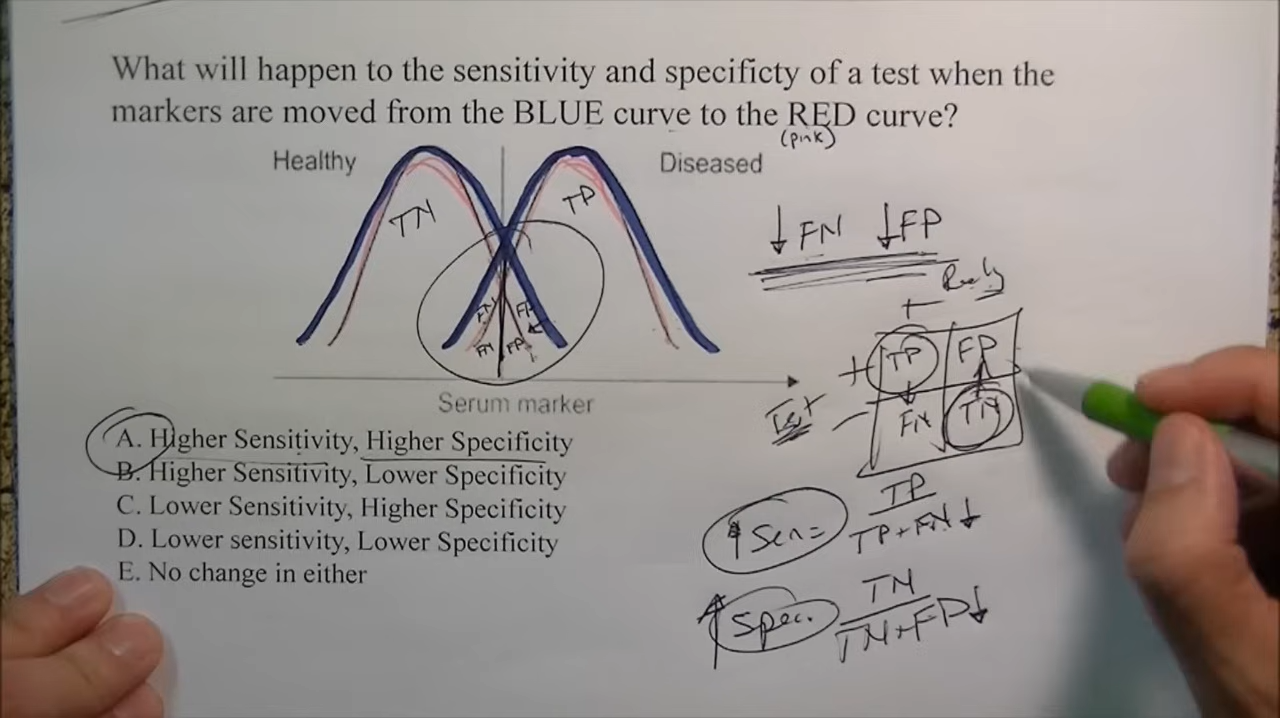 What will happen to the sensitivity and specificty of a test when the
markers are moved from the BLUE curve to the RED curve?
(pink)
Healthy
Diseased
TN
TP
↓FN ↓FP
FN FP
FN FP
+ Really
+ TP FP
Test - FN TN
Serum marker
A. Higher Sensitivity, Higher Specificity
B. Higher Sensitivity, Lower Specificity
C. Lower Sensitivity, Higher Specificity
D. Lower sensitivity, Lower Specificity
E. No change in either
↑ Sen = TP
TP + FN ↓
↑ Spec. TN
TN + FP ↓